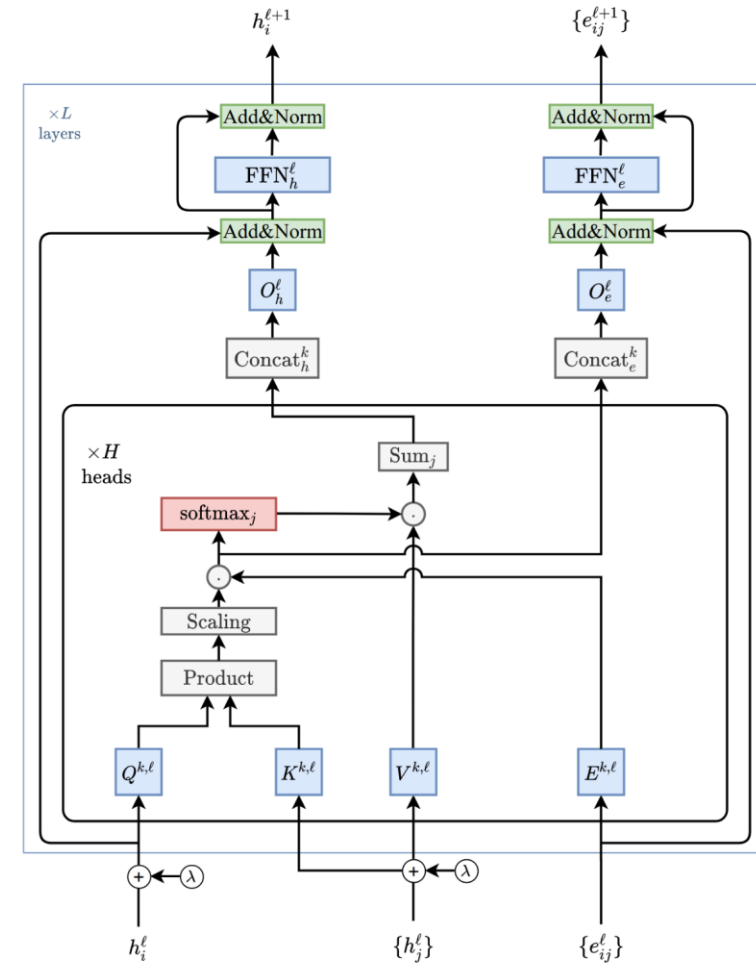 h_i^{ℓ+1} {e_{ij}^{ℓ+1}}
×L
layers
Add&Norm Add&Norm
FFN_h^ℓ FFN_e^ℓ
Add&Norm Add&Norm
O_h^ℓ O_e^ℓ
Concat_h^k Concat_e^k
×H
heads
Sum_j
softmax_j ·
·
Scaling
Product
Q^{k,ℓ} K^{k,ℓ} V^{k,ℓ} E^{k,ℓ}
+ λ + λ
h_i^ℓ {h_j^ℓ} {e_{ij}^ℓ}